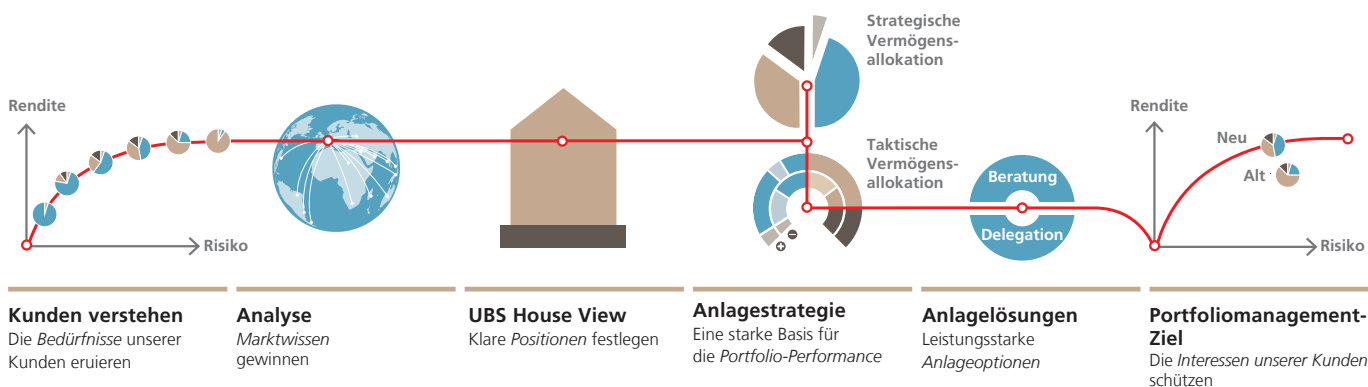 Strategische
Vermögens-
allokation
Rendite
Risiko
Taktische
Vermögens-
allokation
Beratung
Delegation
Rendite
Neu
Alt
Risiko
Kunden verstehen
Die Bedürfnisse unserer
Kunden eruieren
Analyse
Marktwissen
gewinnen
UBS House View
Klare Positionen festlegen
Anlagestrategie
Eine starke Basis für
die Portfolio-Performance
Anlagelösungen
Leistungsstarke
Anlageoptionen
Portfoliomanagement-
Ziel
Die Interessen unserer Kunden
schützen